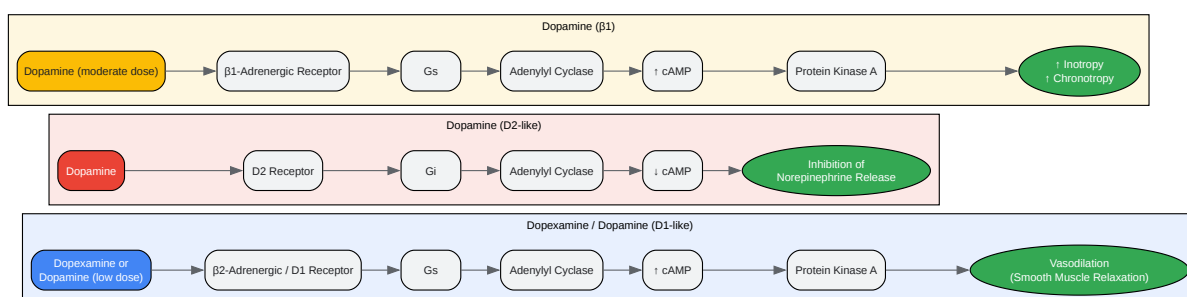 Dopamine (β1)
Dopamine (moderate dose)
β1-Adrenergic Receptor
Gs
Adenylyl Cyclase
↑ cAMP
Protein Kinase A
↑ Inotropy
↑ Chronotropy
Dopamine (D2-like)
Dopamine
D2 Receptor
Gi
Adenylyl Cyclase
↓ cAMP
Inhibition of
Norepinephrine Release
Dopexamine / Dopamine (D1-like)
Dopexamine or
Dopamine (low dose)
β2-Adrenergic / D1 Receptor
Gs
Adenylyl Cyclase
↑ cAMP
Protein Kinase A
Vasodilation
(Smooth Muscle Relaxation)